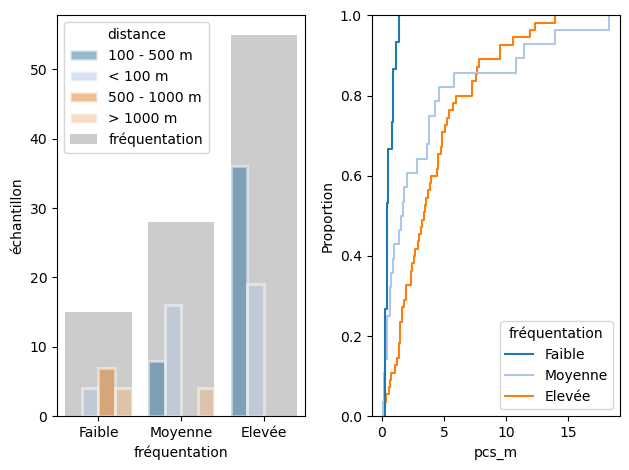 distance
100 - 500 m
< 100 m
500 - 1000 m
> 1000 m
fréquentation
échantillon
50
40
30
20
10
0
Faible
Moyenne
Elevée
fréquentation
Proportion
1.0
0.8
0.6
0.4
0.2
0.0
fréquentation
Faible
Moyenne
Elevée
0
5
10
15
pcs_m